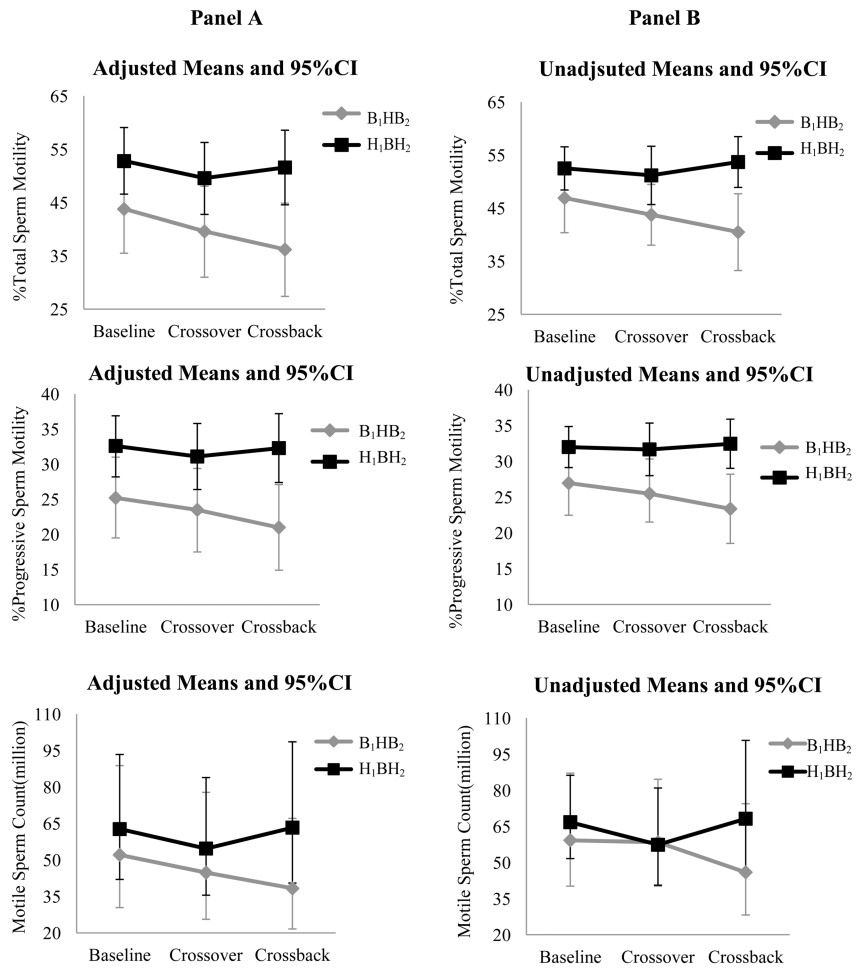 Panel A
Adjusted Means and 95%CI
%Total Sperm Motility
65
55
45
35
25
Baseline Crossover Crossback
B₁HB₂
H₁BH₂
Adjusted Means and 95%CI
%Progressive Sperm Motility
40
35
30
25
20
15
10
Baseline Crossover Crossback
B₁HB₂
H₁BH₂
Adjusted Means and 95%CI
Motile Sperm Count(million)
110
95
80
65
50
35
20
Baseline Crossover Crossback
B₁HB₂
H₁BH₂
Panel B
Unadjsuted Means and 95%CI
%Total Sperm Motility
65
55
45
35
25
Baseline Crossover Crossback
B₁HB₂
H₁BH₂
Unadjusted Means and 95%CI
%Progressive Sperm Motility
40
35
30
25
20
15
10
Baseline Crossover Crossback
B₁HB₂
H₁BH₂
Unadjusted Means and 95%CI
Motile Sperm Count(million)
110
95
80
65
50
35
20
Baseline Crossover Crossback
B₁HB₂
H₁BH₂